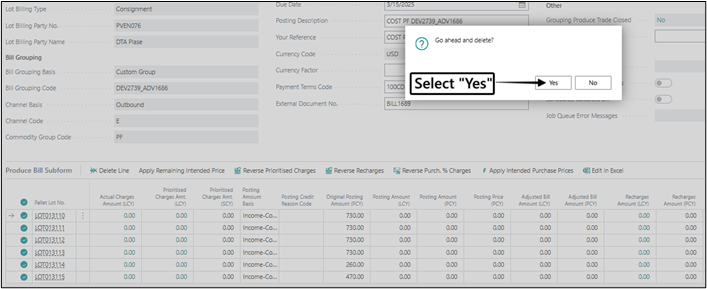 Lot Billing Type Consignment
Lot Billing Party No. PVEN076
Lot Billing Party Name DTA Plase
Bill Grouping
Bill Grouping Basis Custom Group
Bill Grouping Code DEV2739_ADV1686
Channel Basis Outbound
Channel Code E
Commodity Group Code PF
Due Date 5/15/2025
Posting Description COST PF DEV2739_ADV1686
Your Reference COST
Currency Code USD
Currency Factor
Payment Terms Code 100CD
External Document No. BILL1689
Other
Grouping Produce Trade Closed No
Job Queue Error Messages
Go ahead and delete?
Select "Yes"
Yes No
Produce Bill Subform Delete Line Apply Remaining Intended Price Reverse Prioritised Charges Reverse Recharges Reverse Purch. % Charges Apply Intended Purchase Prices Edit in Excel
Pallet Lot No. Actual Charges Amount (LCY) Prioritised Charges Amt. (LCY) Prioritised Charges Amt. (SCY) Posting Amount Basis Posting Credit Reason Code Original Posting Amount (PCY) Posting Amount (LCY) Posting Amount (PCY) Posting Price (PCY) Adjusted Bill Amount (LCY) Adjusted Bill Amount (PCY) Recharges Amount (LCY) Recharges Amount (PCY)
LOT013110 0.00 0.00 0.00 Income-Co... 730.00 0.00 0.00 0.00 0.00 0.00 0.00 0.00
LOT013111 0.00 0.00 0.00 Income-Co... 730.00 0.00 0.00 0.00 0.00 0.00 0.00 0.00
LOT013112 0.00 0.00 0.00 Income-Co... 730.00 0.00 0.00 0.00 0.00 0.00 0.00 0.00
LOT013113 0.00 0.00 0.00 Income-Co... 730.00 0.00 0.00 0.00 0.00 0.00 0.00 0.00
LOT013114 0.00 0.00 0.00 Income-Co... 260.00 0.00 0.00 0.00 0.00 0.00 0.00 0.00
LOT013115 0.00 0.00 0.00 Income-Co... 470.00 0.00 0.00 0.00 0.00 0.00 0.00 0.00